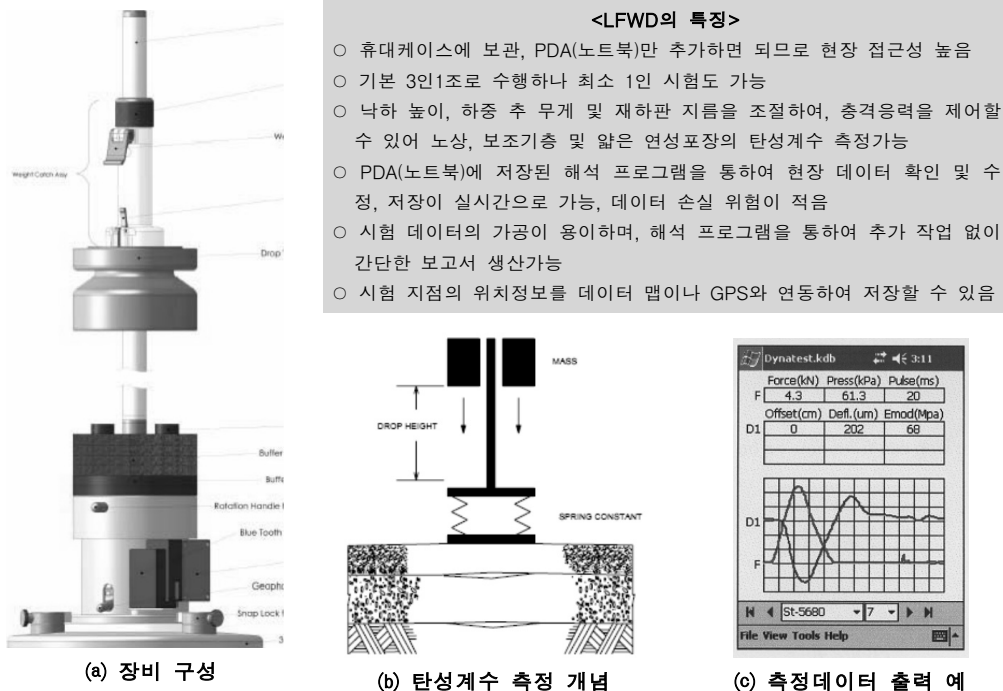 <LFWD의 특징>
○ 휴대케이스에 보관, PDA(노트북)만 추가하면 되므로 현장 접근성 높음
○ 기본 3인1조로 수행하나 최소 1인 시험도 가능
○ 낙하 높이, 하중 추 무게 및 재하판 지름을 조절하여, 충격응력을 제어할
수 있어 노상, 보조기층 및 얇은 연성포장의 탄성계수 측정가능
○ PDA(노트북)에 저장된 해석 프로그램을 통하여 현장 데이터 확인 및 수
정, 저장이 실시간으로 가능, 데이터 손실 위험이 적음
○ 시험 데이터의 가공이 용이하며, 해석 프로그램을 통하여 추가 작업 없이
간단한 보고서 생산가능
○ 시험 지점의 위치정보를 데이터 맵이나 GPS와 연동하여 저장할 수 있음
We
Weight Catch Assy
Drop
Buffer
Buffe
Rotation Handle
Blue Tooth
Geopho
Snap Lock
3
(a) 장비 구성
MASS
DROP HEIGHT
SPRING CONSTANT
(b) 탄성계수 측정 개념
Dynatest.kdb 3:11
Force(kN) Press(kPa) Pulse(ms)
F 4.3 61.3 20
Offset(cm) Defl.(um) Emod(Mpa)
D1 0 202 68
D1
F
St-5680 7
File View Tools Help
(c) 측정데이터 출력 예